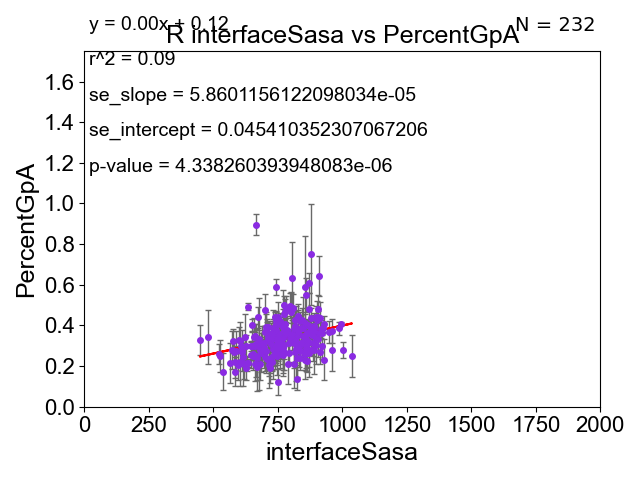 y = 0.00x + 0.12
R interfaceSasa vs PercentGpA
N = 232
r^2 = 0.09
se_slope = 5.8601156122098034e-05
se_intercept = 0.045410352307067206
p-value = 4.338260393948083e-06
PercentGpA
1.6
1.4
1.2
1.0
0.8
0.6
0.4
0.2
0.0
0 250 500 750 1000 1250 1500 1750 2000
interfaceSasa